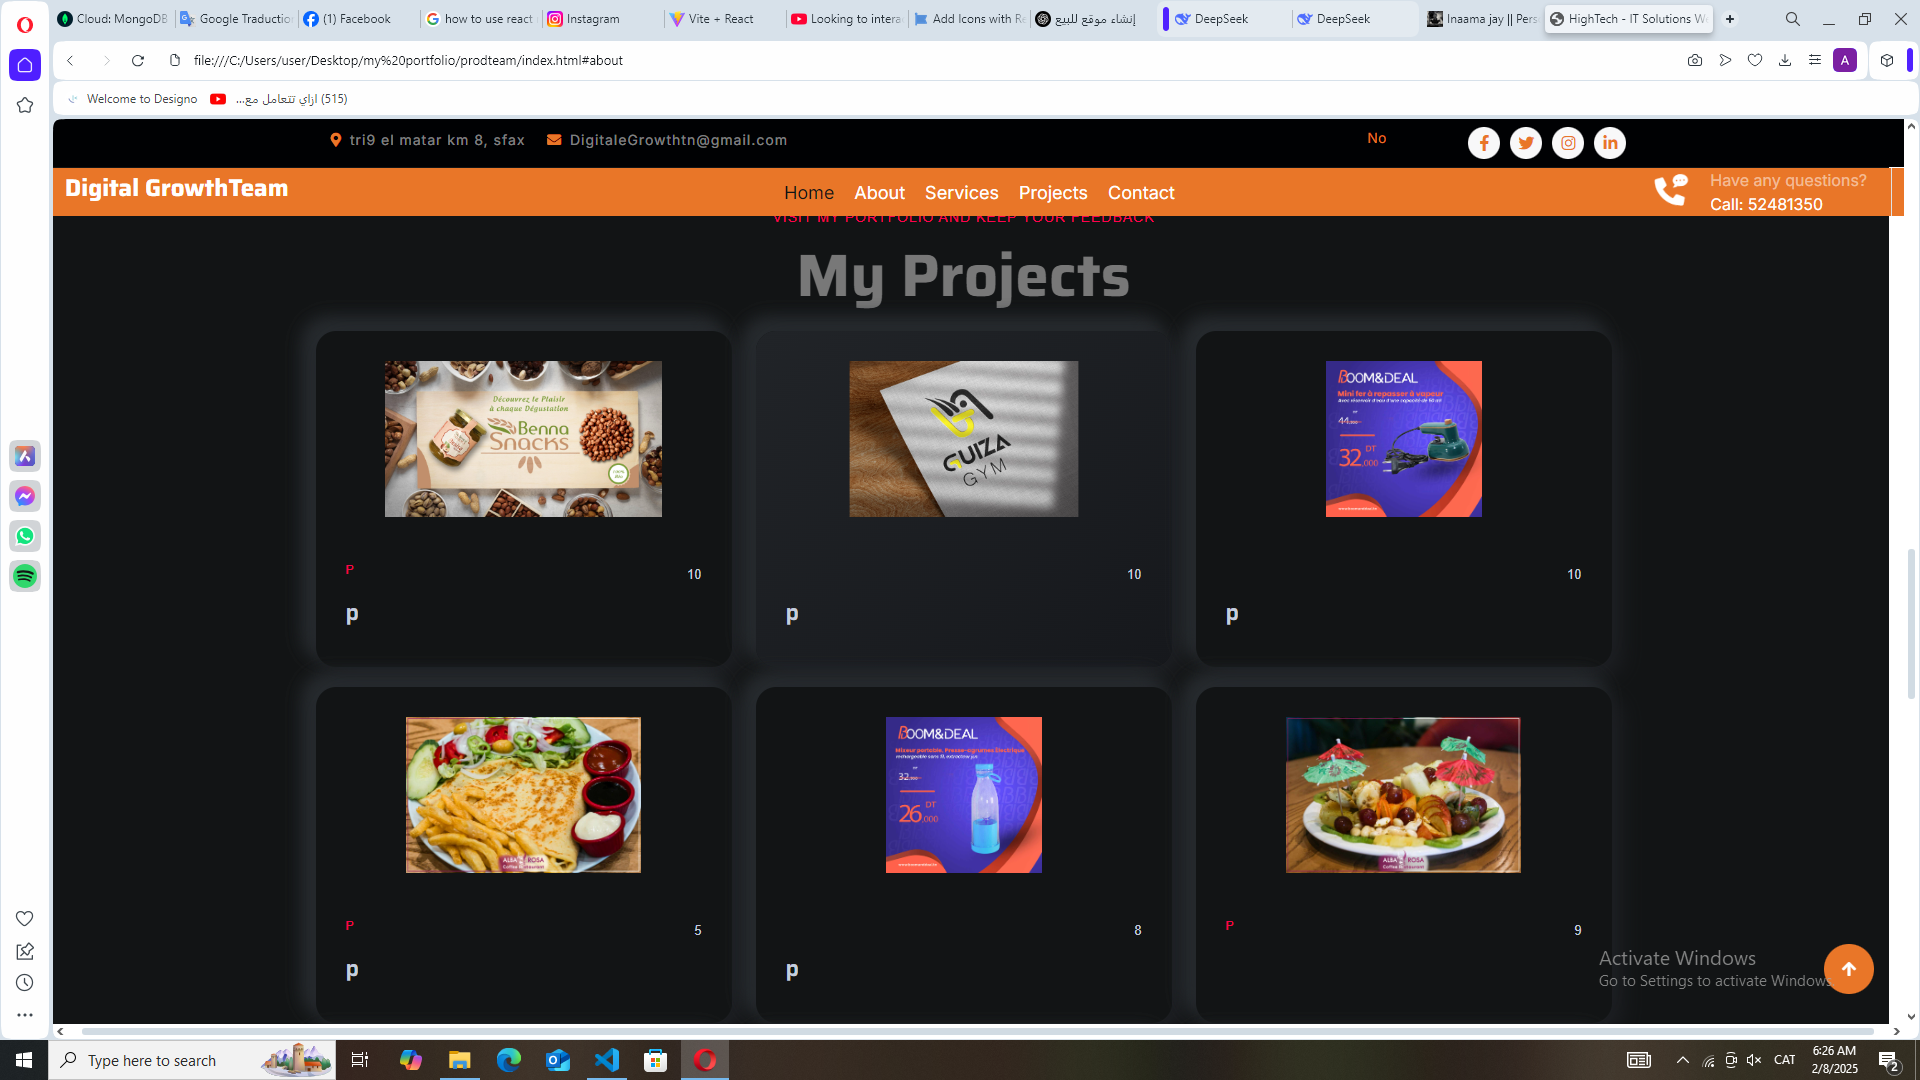 Cloud: MongoDB
Google Traduction
(1) Facebook
how to use react
Instagram
Vite + React
Looking to intera
Add Icons with Re
إنشاء موقع للبيع
DeepSeek
DeepSeek
Inaama jay || Pers
HighTech - IT Solutions We
file:///C:/Users/user/Desktop/my%20portfolio/prodteam/index.html#about
A
Welcome to Designo
(515) ازاي تتعامل مع...
tri9 el matar km 8, sfax
DigitaleGrowthtn@gmail.com
No
Digital GrowthTeam
Home
About
Services
Projects
Contact
Have any questions?
Call: 52481350
VISIT MY PORTFOLIO AND KEEP YOUR FEEDBACK
My Projects
Découvrez le Plaisir
à chaque Dégustation
Benna
Snacks
GUIZA
GYM
BOOM&DEAL
Mini fer à repasser à vapeur
DT
32,000
P
10
p
10
p
10
p
ALBA ROSA
BOOM&DEAL
32,000
DT
26,000
ALBA ROSA
P
5
p
8
p
P
9
Activate Windows
Go to Settings to activate Windows.
Type here to search
CAT
6:26 AM
2/8/2025
2